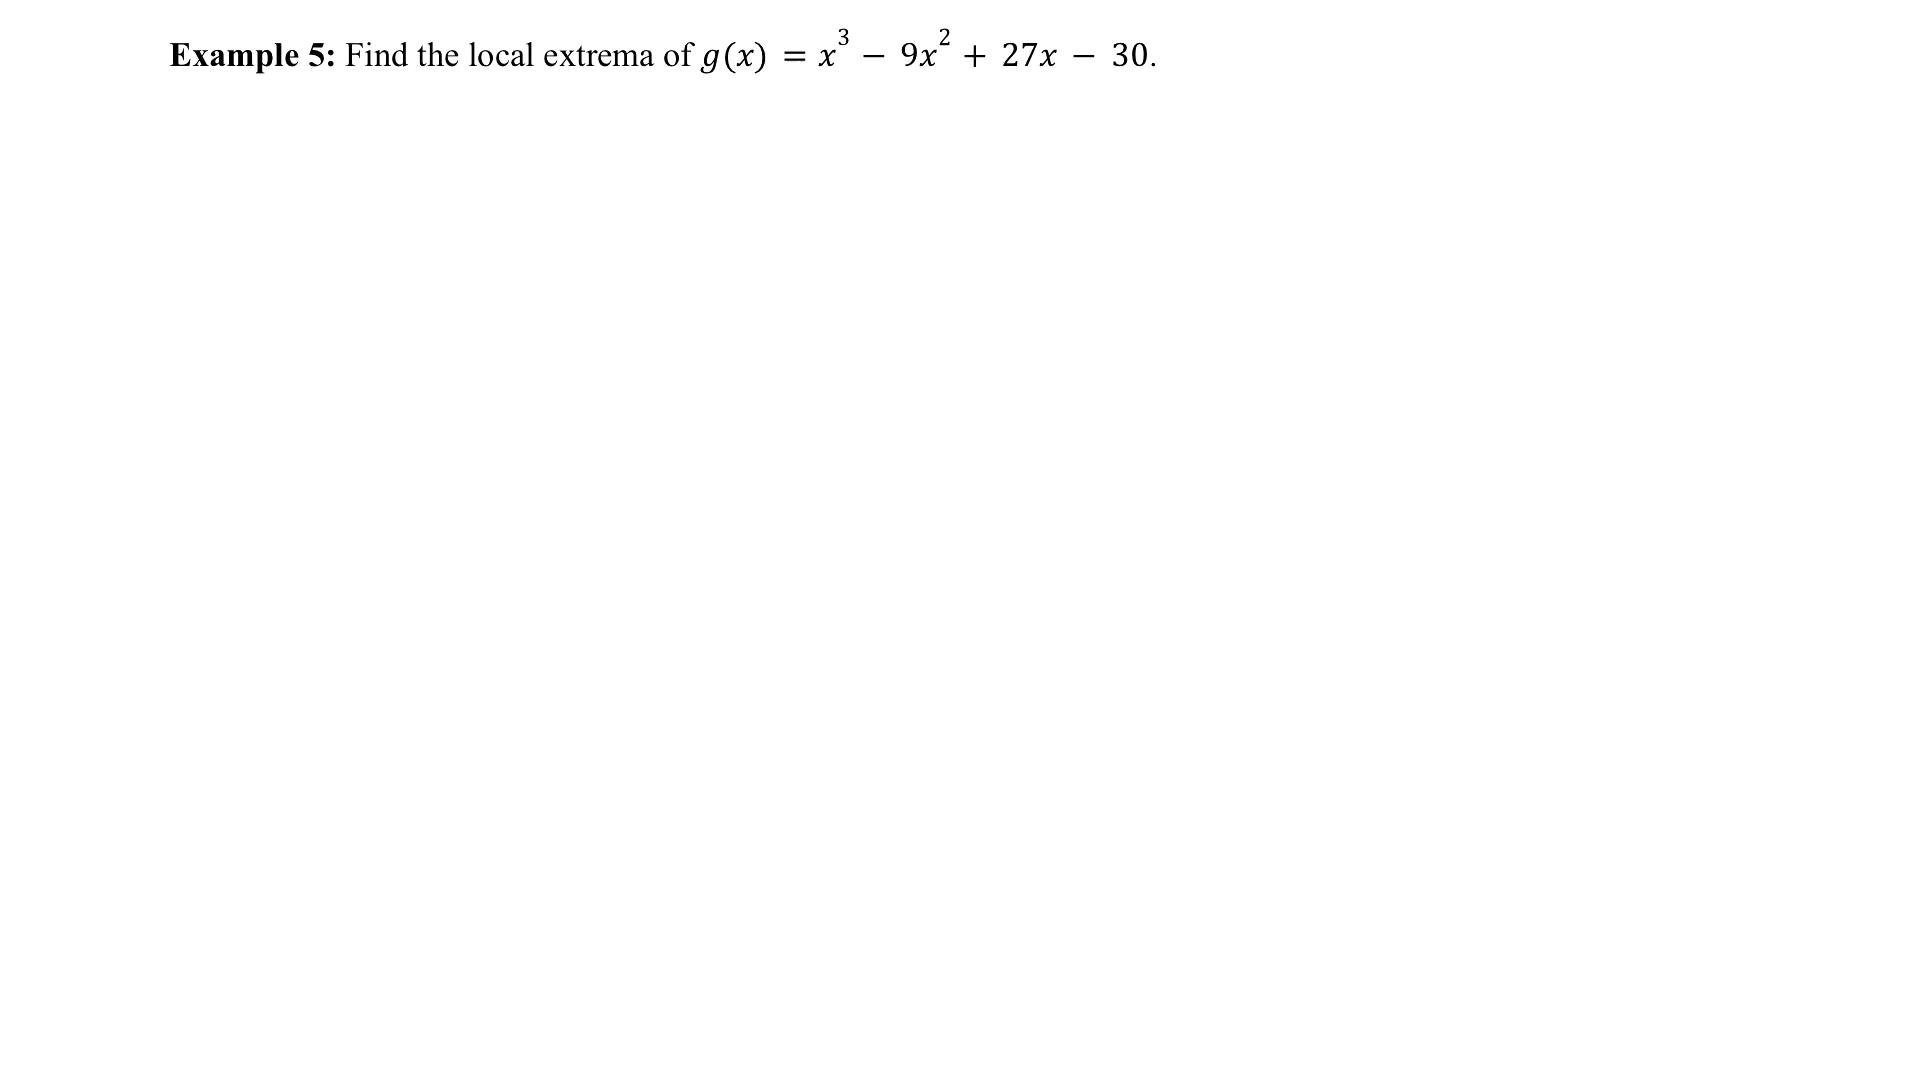 Example 5: Find the local extrema of g(x) = x³ − 9x² + 27x − 30.